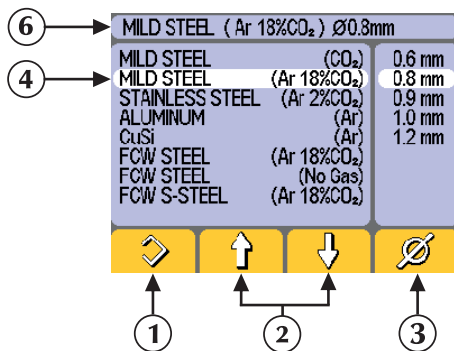 6 MILD STEEL ( Ar 18%CO₂ ) Ø0.8mm
MILD STEEL (CO₂) 0.6 mm
4 MILD STEEL (Ar 18%CO₂) 0.8 mm
STAINLESS STEEL (Ar 2%CO₂) 0.9 mm
ALUMINUM (Ar) 1.0 mm
CuSi (Ar) 1.2 mm
FCW STEEL (Ar 18%CO₂)
FCW STEEL (No Gas)
FCW S-STEEL (Ar 18%CO₂)
Ø
1 2 3